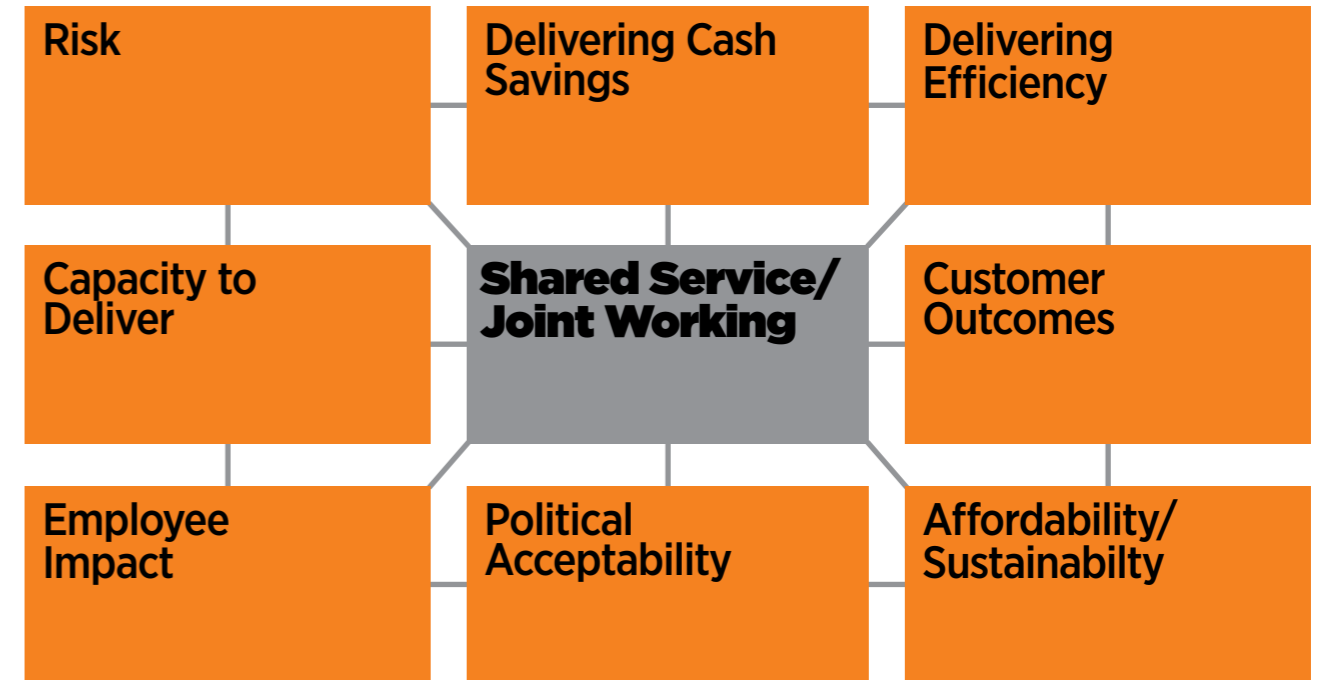 Risk
Delivering Cash
Savings
Delivering
Efficiency
Capacity to
Deliver
Shared Service/
Joint Working
Customer
Outcomes
Employee
Impact
Political
Acceptability
Affordability/
Sustainabilty